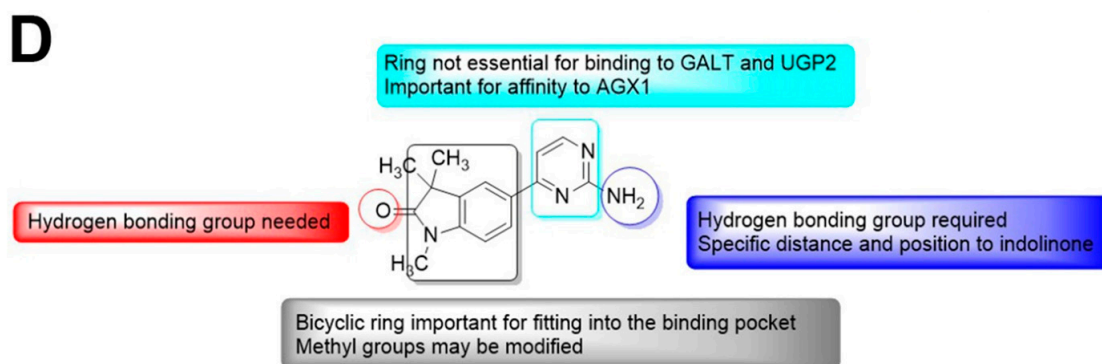 D
Ring not essential for binding to GALT and UGP2
Important for affinity to AGX1
H₃C
CH₃
N
O
N
NH₂
N
H₃C
Hydrogen bonding group needed
Hydrogen bonding group required
Specific distance and position to indolinone
Bicyclic ring important for fitting into the binding pocket
Methyl groups may be modified